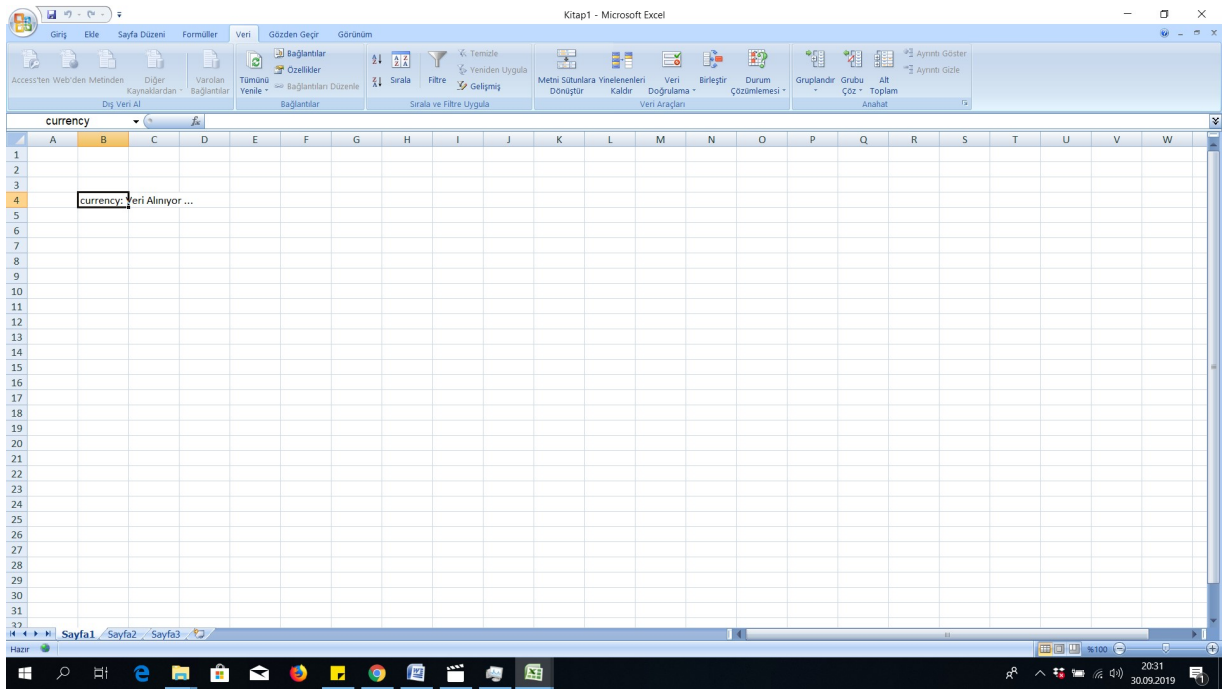 Kitap1 - Microsoft Excel
Giriş Ekle Sayfa Düzeni Formüller Veri Gözden Geçir Görünüm
Access'ten Web'den Metinden Diğer Kaynaklardan Varolan Bağlantılar
Dış Veri Al
Tümünü Yenile Bağlantılar Özellikler Bağlantıları Düzenle
Bağlantılar
Sırala Filtre Temizle Yeniden Uygula Gelişmiş
Sırala ve Filtre Uygula
Metni Sütunlara Dönüştür Yinelenenleri Kaldır Veri Doğrulama Birleştir Durum Çözümlemesi
Veri Araçları
Gruplandır Grubu Çöz Alt Toplam Ayrıntı Göster Ayrıntı Gizle
Anahat
currency fx
A B C D E F G H I J K L M N O P Q R S T U V W
1
2
3
4 currency: Veri Alınıyor ...
5
6
7
8
9
10
11
12
13
14
15
16
17
18
19
20
21
22
23
24
25
26
27
28
29
30
31
32
Sayfa1 Sayfa2 Sayfa3
Hazır %100
20:31
30.09.2019